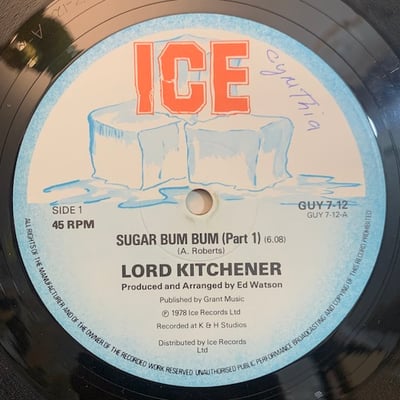 ICE
Cynthia
SIDE 1
45 RPM
GUY 7-12
GUY 7-12-A
SUGAR BUM BUM (Part 1) (6.08)
(A. Roberts)
LORD KITCHENER
Produced and Arranged by Ed Watson
Published by Grant Music
℗ 1978 Ice Records Ltd
Recorded at K & H Studios
Distributed by Ice Records
Ltd
ALL RIGHTS OF THE MANUFACTURER AND OF THE OWNER OF THE RECORDED WORK RESERVED. UNAUTHORISED PUBLIC PERFORMANCE BROADCASTING AND COPYING OF THIS RECORD PROHIBITED